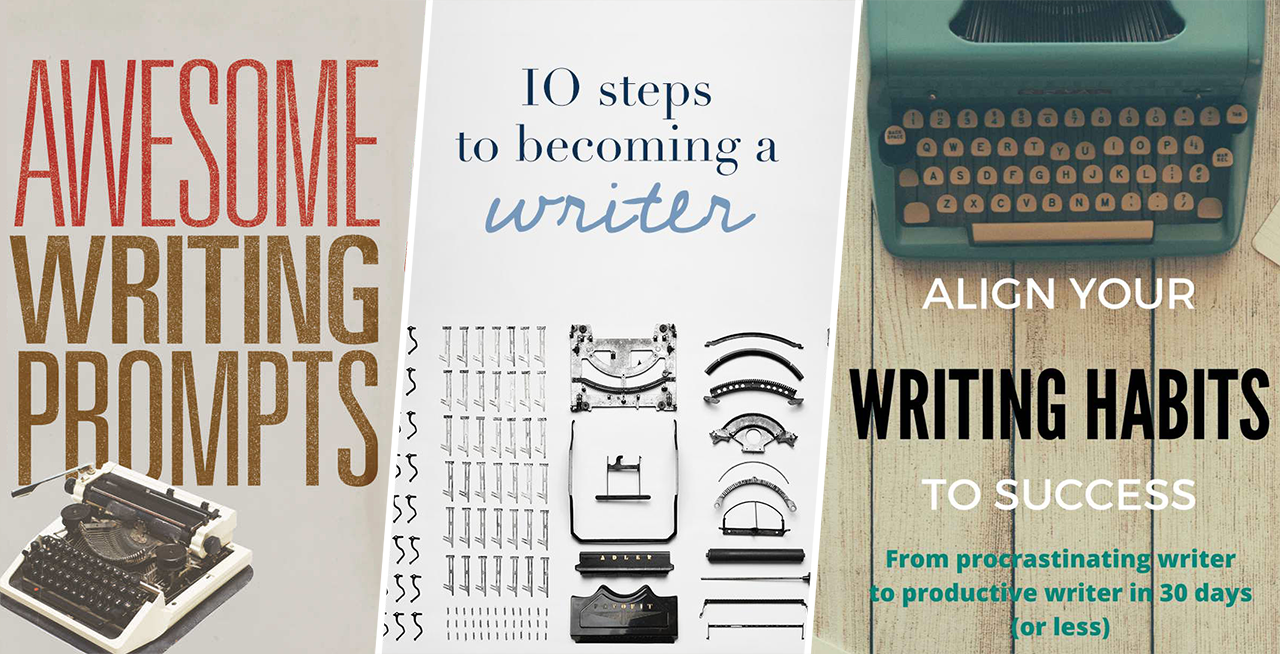 AWESOME
WRITING
PROMPTS
10 steps
to becoming a
writer
ADLER
Q W E R T Y U I O P
A S D F G H J K L
Z X C V B N M
ALIGN YOUR
WRITING HABITS
TO SUCCESS
From procrastinating writer
to productive writer in 30 days
(or less)